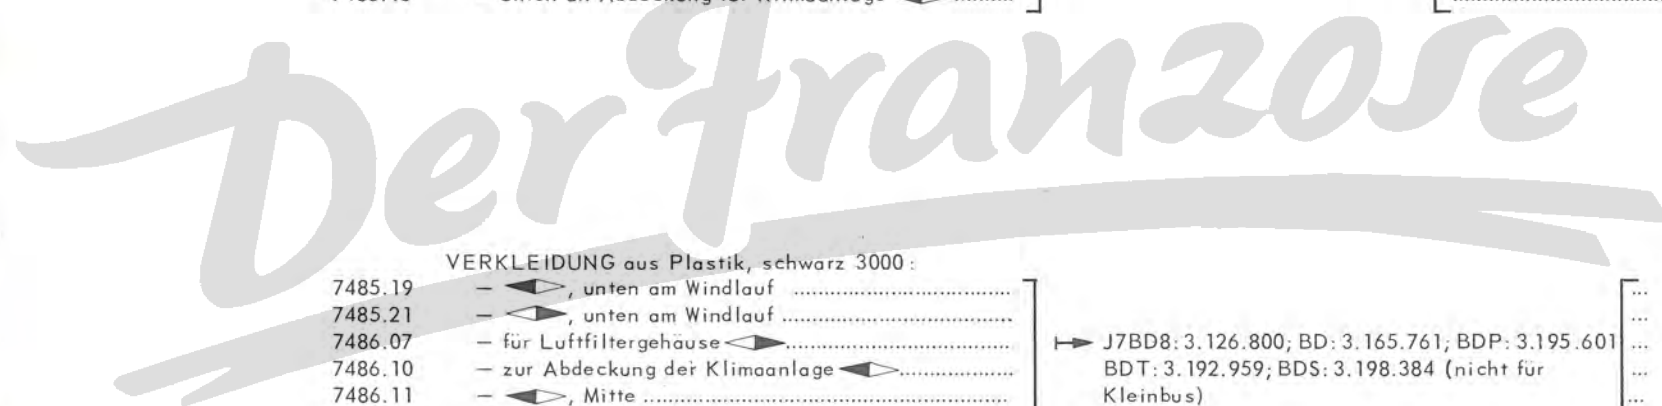 Der Franzose
VERKLEIDUNG aus Plastik, schwarz 3000 :
7485.19 – , unten am Windlauf
7485.21 – , unten am Windlauf
7486.07 – für Luftfiltergehäuse
7486.10 – zur Abdeckung der Klimaanlage
7486.11 – , Mitte
J7BD8: 3.126.800; BD: 3.165.761; BDP: 3.195.601
BDT: 3.192.959; BDS: 3.198.384 (nicht für
Kleinbus)